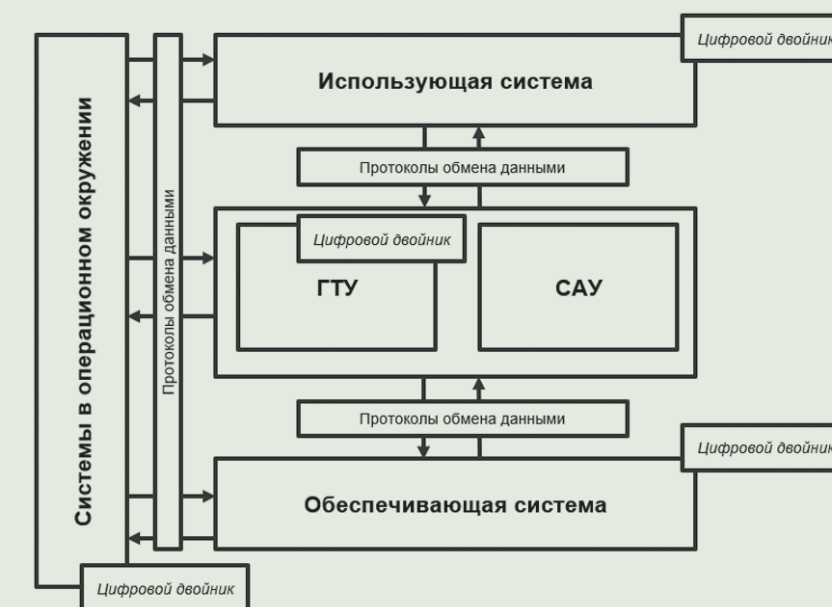 Цифровой двойник
Использующая система
Протоколы обмена данными
Системы в операционном окружении
Протоколы обмена данными
Цифровой двойник
ГТУ
САУ
Протоколы обмена данными
Цифровой двойник
Обеспечивающая система
Цифровой двойник